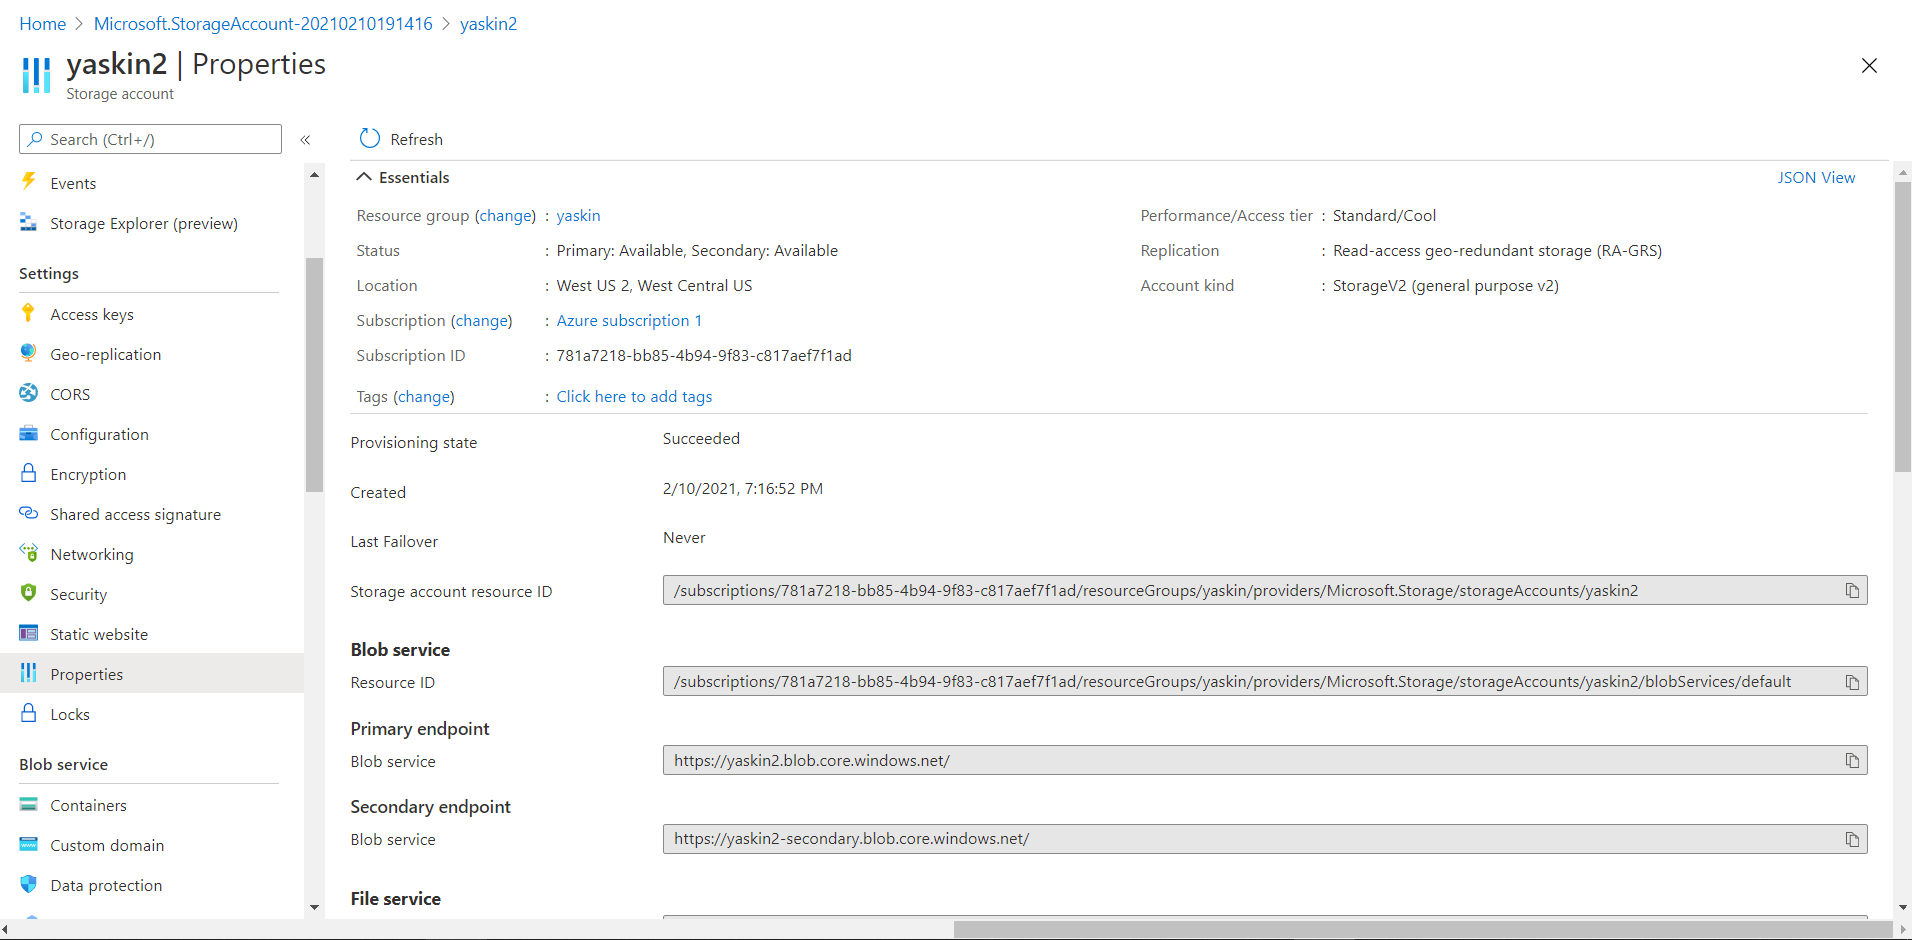 Home > Microsoft.StorageAccount-20210210191416 > yaskin2
yaskin2 | Properties
Storage account
Search (Ctrl+/)
«
Events
Storage Explorer (preview)
Settings
Access keys
Geo-replication
CORS
Configuration
Encryption
Shared access signature
Networking
Security
Static website
Properties
Locks
Blob service
Containers
Custom domain
Data protection
Refresh
Essentials
JSON View
Resource group (change) : yaskin
Status : Primary: Available, Secondary: Available
Location : West US 2, West Central US
Subscription (change) : Azure subscription 1
Subscription ID : 781a7218-bb85-4b94-9f83-c817aef7f1ad
Tags (change) : Click here to add tags
Performance/Access tier : Standard/Cool
Replication : Read-access geo-redundant storage (RA-GRS)
Account kind : StorageV2 (general purpose v2)
Provisioning state Succeeded
Created 2/10/2021, 7:16:52 PM
Last Failover Never
Storage account resource ID /subscriptions/781a7218-bb85-4b94-9f83-c817aef7f1ad/resourceGroups/yaskin/providers/Microsoft.Storage/storageAccounts/yaskin2
Blob service
Resource ID /subscriptions/781a7218-bb85-4b94-9f83-c817aef7f1ad/resourceGroups/yaskin/providers/Microsoft.Storage/storageAccounts/yaskin2/blobServices/default
Primary endpoint
Blob service https://yaskin2.blob.core.windows.net/
Secondary endpoint
Blob service https://yaskin2-secondary.blob.core.windows.net/
File service